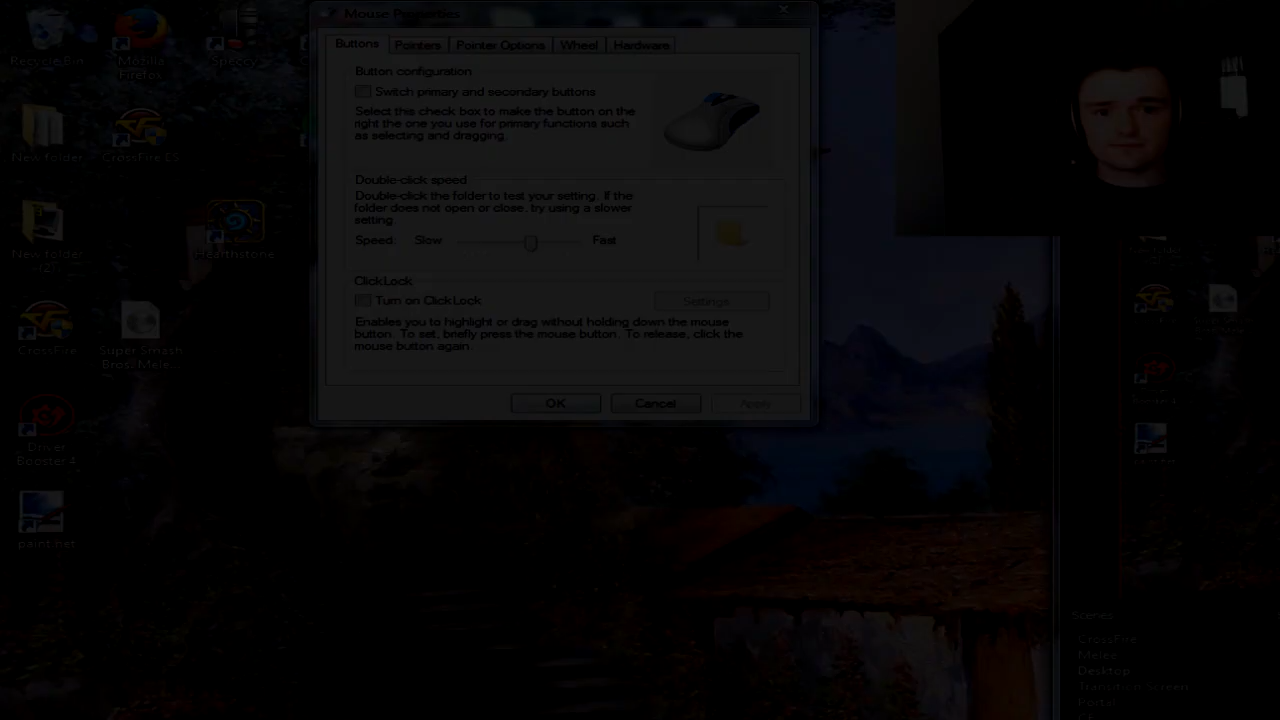 Mouse Properties
Buttons
Pointers
Pointer Options
Wheel
Hardware
Button configuration
Switch primary and secondary buttons
Select this check box to make the button on the
right the one you use for primary functions such
as selecting and dragging.
Double-click speed
Double-click the folder to test your setting. If the
folder does not open or close, try using a slower
setting.
Speed: Slow
Fast
ClickLock
Turn on ClickLock
Settings
Enables you to highlight or drag without holding down the mouse
button. To set, briefly press the mouse button. To release, click the
mouse button again.
OK
Cancel
Apply
Recycle Bin
Mozilla
Firefox
Speccy
New folder
CrossFire ES
New folder
(2)
Hearthstone
CrossFire
Super Smash
Bros. Mele...
Driver
Booster 4
paint.net
Scenes
CrossFire
Melee
Desktop
Transition Screen
Portal